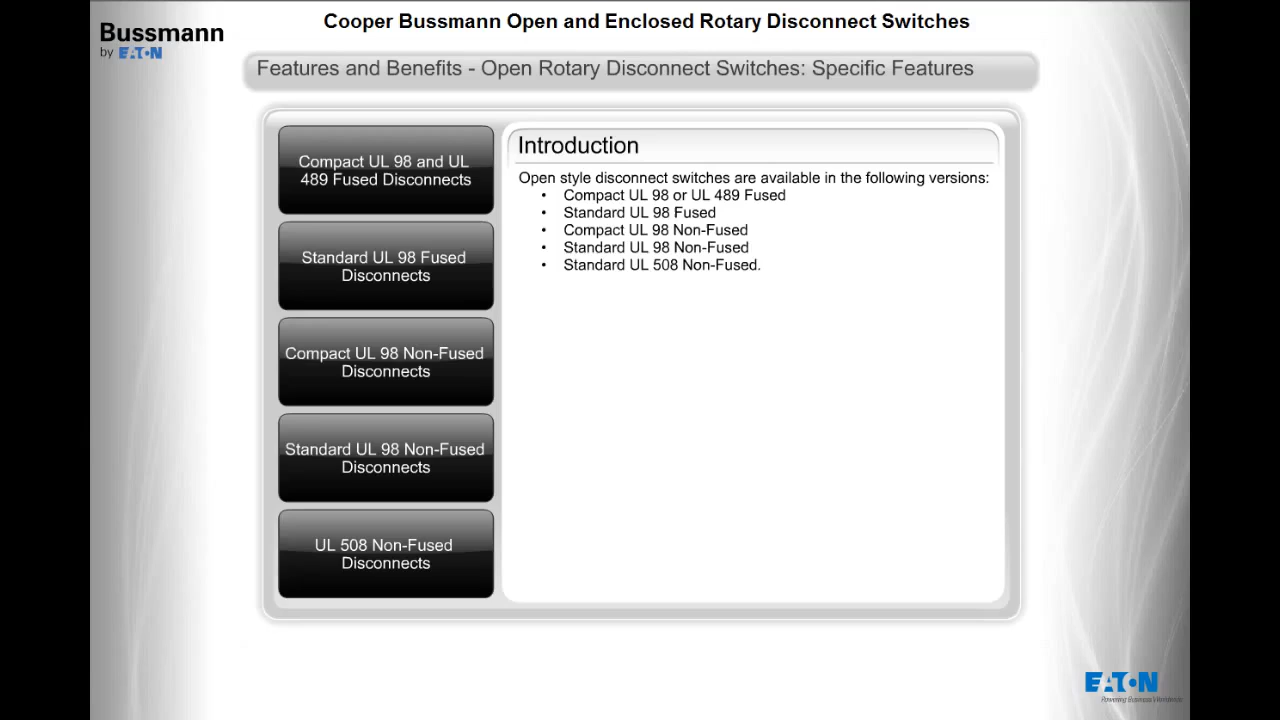 Cooper Bussmann Open and Enclosed Rotary Disconnect Switches
Bussmann
by EATON
Features and Benefits - Open Rotary Disconnect Switches: Specific Features
Compact UL 98 and UL
489 Fused Disconnects
Standard UL 98 Fused
Disconnects
Compact UL 98 Non-Fused
Disconnects
Standard UL 98 Non-Fused
Disconnects
UL 508 Non-Fused
Disconnects
Introduction
Open style disconnect switches are available in the following versions:
• Compact UL 98 or UL 489 Fused
• Standard UL 98 Fused
• Compact UL 98 Non-Fused
• Standard UL 98 Non-Fused
• Standard UL 508 Non-Fused.
EATON
Powering Business Worldwide